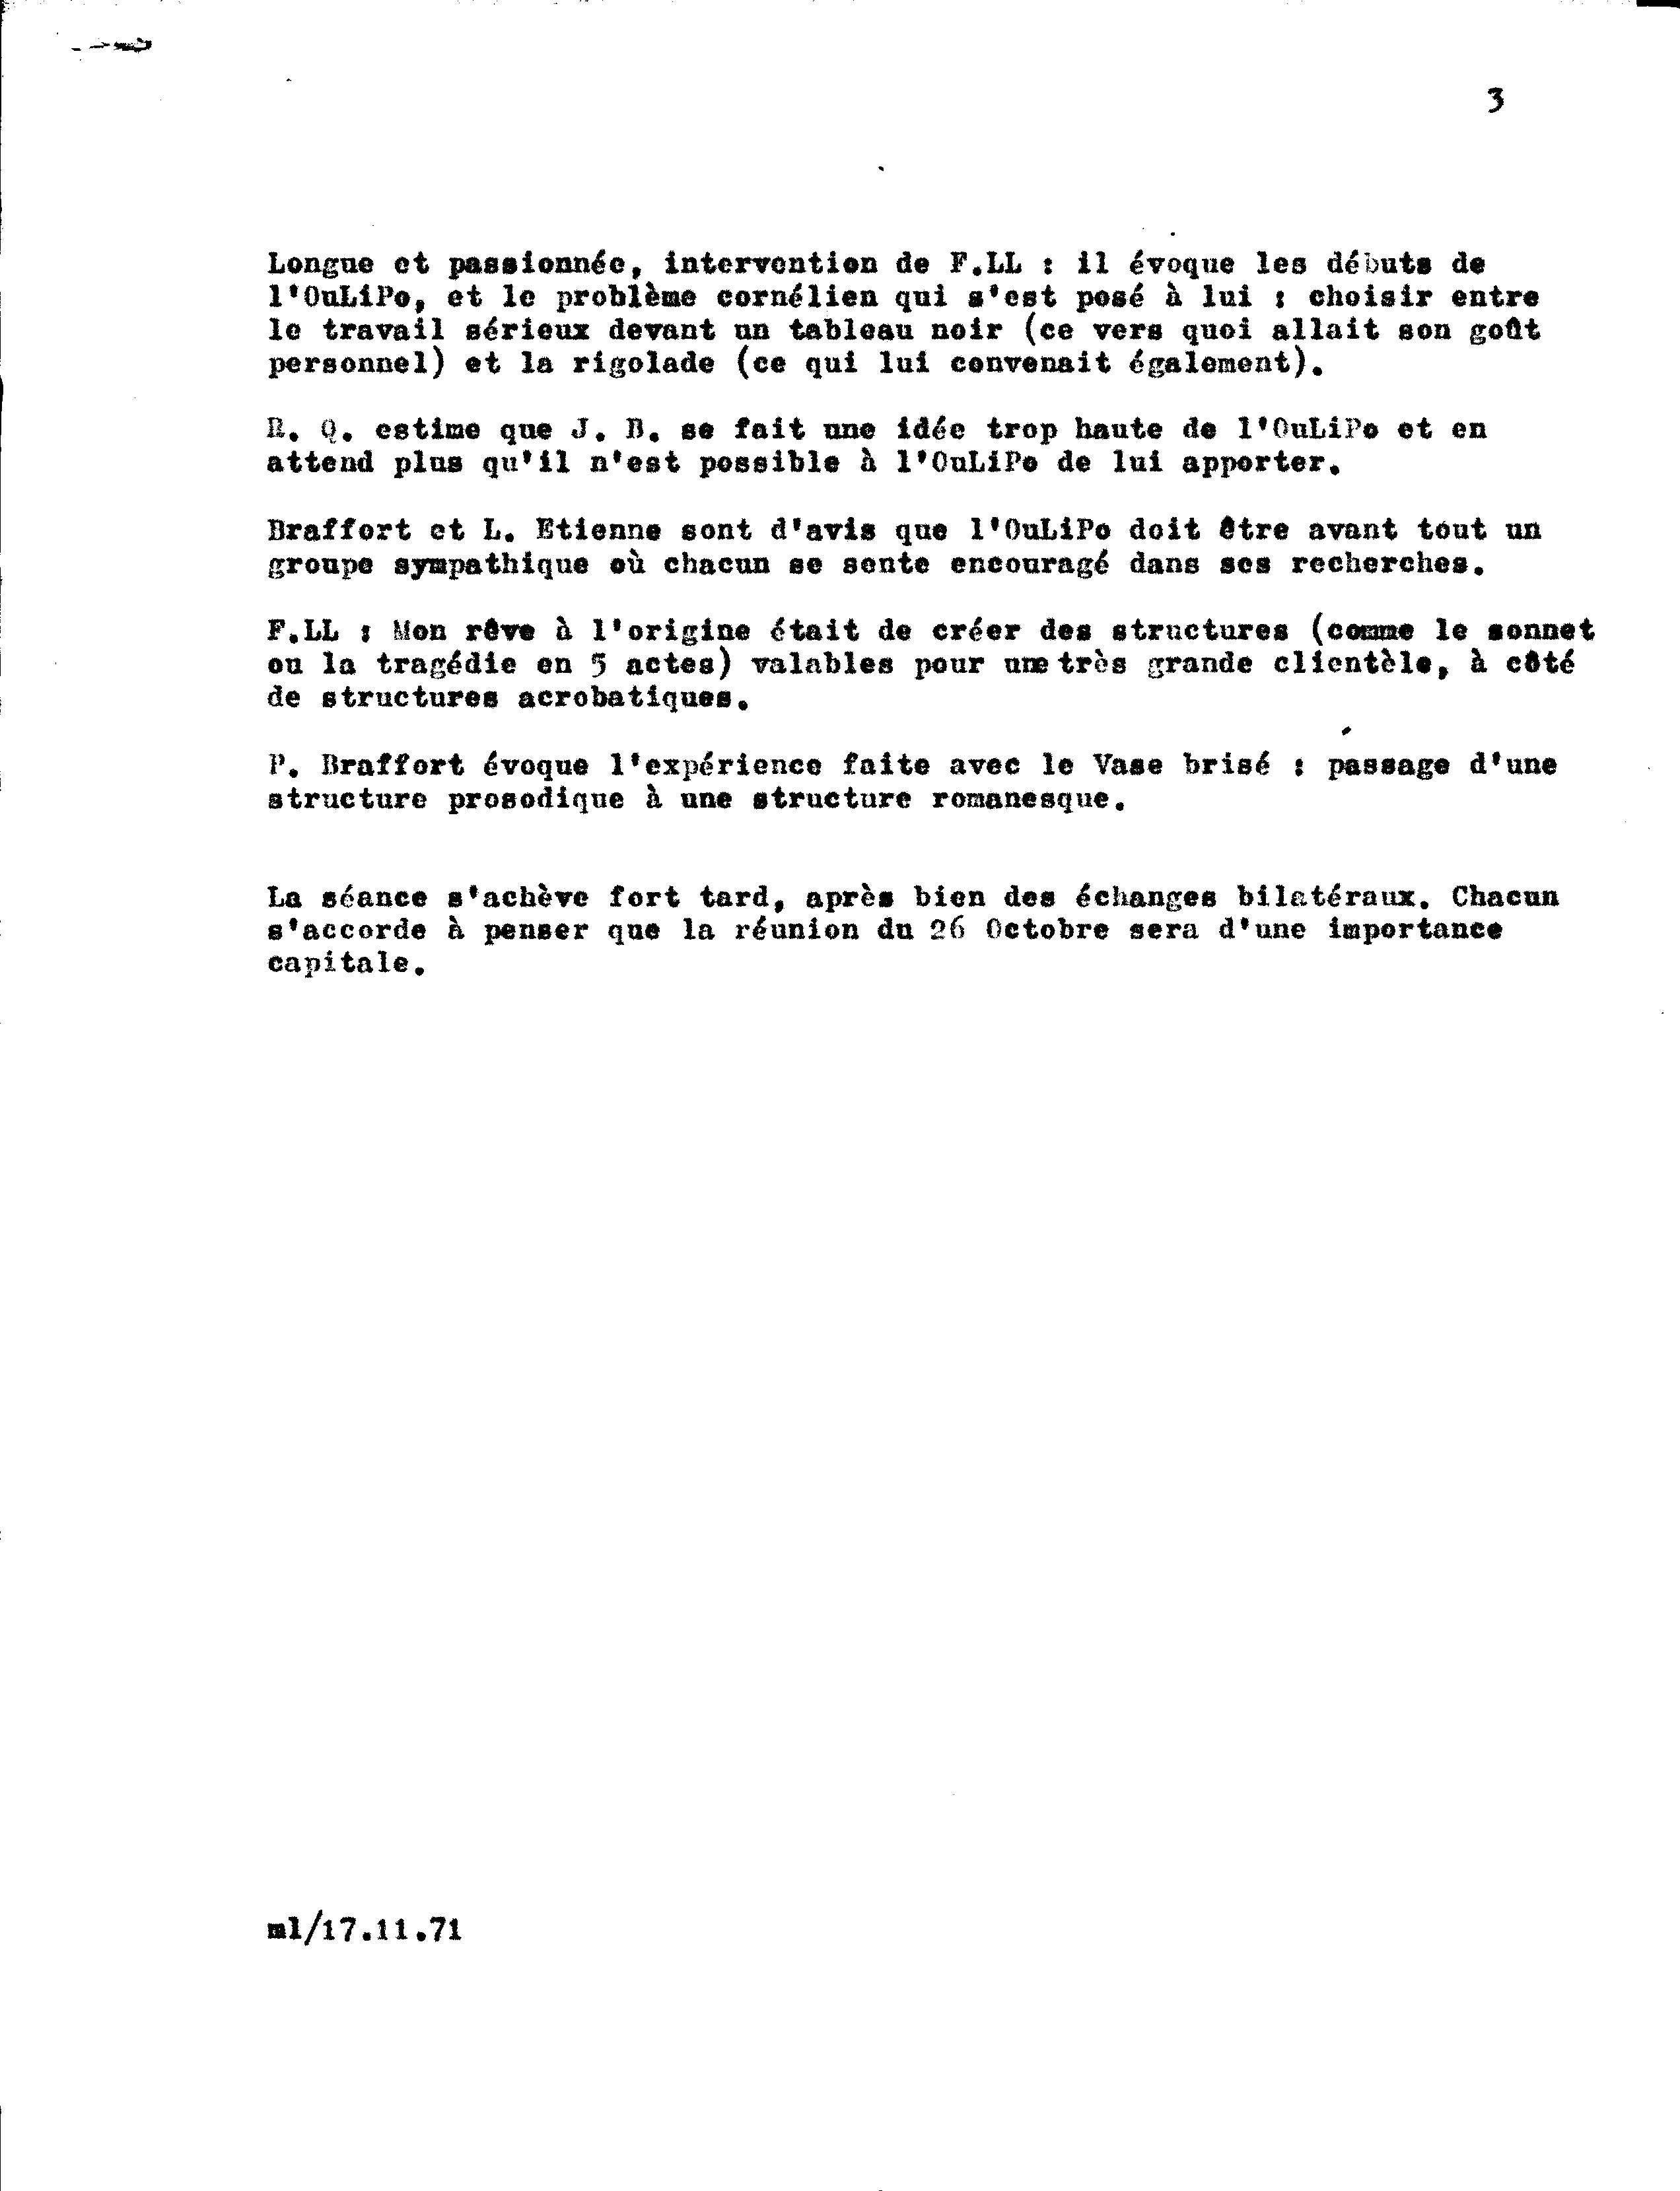 3
Longue et passionnée, intervention de F.LL : il évoque les débuts de
l'OuLiPo, et le problème cornélien qui s'est posé à lui : choisir entre
le travail sérieux devant un tableau noir (ce vers quoi allait son goût
personnel) et la rigolade (ce qui lui convenait également).
R. Q. estime que J. B. se fait une idée trop haute de l'OuLiPo et en
attend plus qu'il n'est possible à l'OuLiPo de lui apporter.
Braffort et L. Etienne sont d'avis que l'OuLiPo doit être avant tout un
groupe sympathique où chacun se sente encouragé dans ses recherches.
F.LL : Mon rêve à l'origine était de créer des structures (comme le sonnet
ou la tragédie en 5 actes) valables pour une très grande clientèle, à côté
de structures acrobatiques.
P. Braffort évoque l'expérience faite avec le Vase brisé : passage d'une
structure prosodique à une structure romanesque.
La séance s'achève fort tard, après bien des échanges bilatéraux. Chacun
s'accorde à penser que la réunion du 26 Octobre sera d'une importance
capitale.
ml/17.11.71